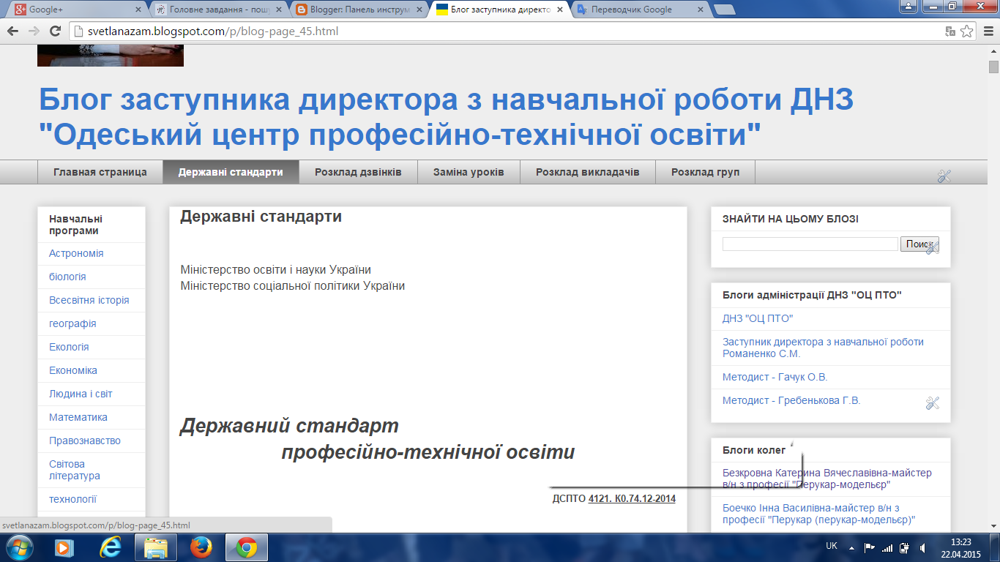 Google+
Головне завдання - пошу
Blogger: Панель инструм
Блог заступника директо
Переводчик Google
svetlanazam.blogspot.com/p/blog-page_45.html
Блог заступника директора з навчальної роботи ДНЗ
"Одеський центр професійно-технічної освіти"
Главная страница
Державні стандарти
Розклад дзвінків
Заміна уроків
Розклад викладачів
Розклад груп
Навчальні
програми
Астрономія
біологія
Всесвітня історія
географія
Екологія
Економіка
Людина і світ
Математика
Правознавство
Світова
література
технології
Державні стандарти
Міністерство освіти і науки України
Міністерство соціальної політики України
Державний стандарт
професійно-технічної освіти
ДСПТО 4121. К0.74.12-2014
ЗНАЙТИ НА ЦЬОМУ БЛОЗІ
Поиск
Блоги адміністрації ДНЗ "ОЦ ПТО"
ДНЗ "ОЦ ПТО"
Заступник директора з навчальної роботи
Романенко С.М.
Методист - Гачук О.В.
Методист - Гребенькова Г.В.
Блоги колег
Безкровна Катерина Вячеславівна-майстер
в/н з професії "Перукар-модельєр"
Боечко Інна Василівна-майстер в/н з
професії "Перукар (перукар-модельєр)"
svetlanazam.blogspot.com/p/blog-page_45.html
UK
13:23
22.04.2015